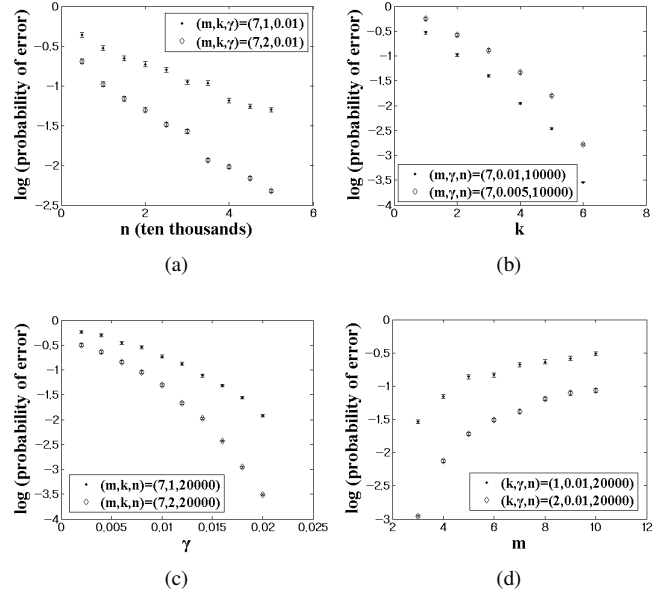 0
-0.5
-1
-1.5
-2
-2.5
0
2
4
6
log (probability of error)
n (ten thousands)
(m,k,γ)=(7,1,0.01)
(m,k,γ)=(7,2,0.01)
(a)
0
-0.5
-1
-1.5
-2
-2.5
-3
-3.5
-4
0
2
4
6
8
log (probability of error)
k
(m,γ,n)=(7,0.01,10000)
(m,γ,n)=(7,0.005,10000)
(b)
0
-0.5
-1
-1.5
-2
-2.5
-3
-3.5
-4
0
0.005
0.01
0.015
0.02
0.025
log (probability of error)
γ
(m,k,n)=(7,1,20000)
(m,k,n)=(7,2,20000)
(c)
0
-0.5
-1
-1.5
-2
-2.5
-3
2
4
6
8
10
12
log (probability of error)
m
(k,γ,n)=(1,0.01,20000)
(k,γ,n)=(2,0.01,20000)
(d)